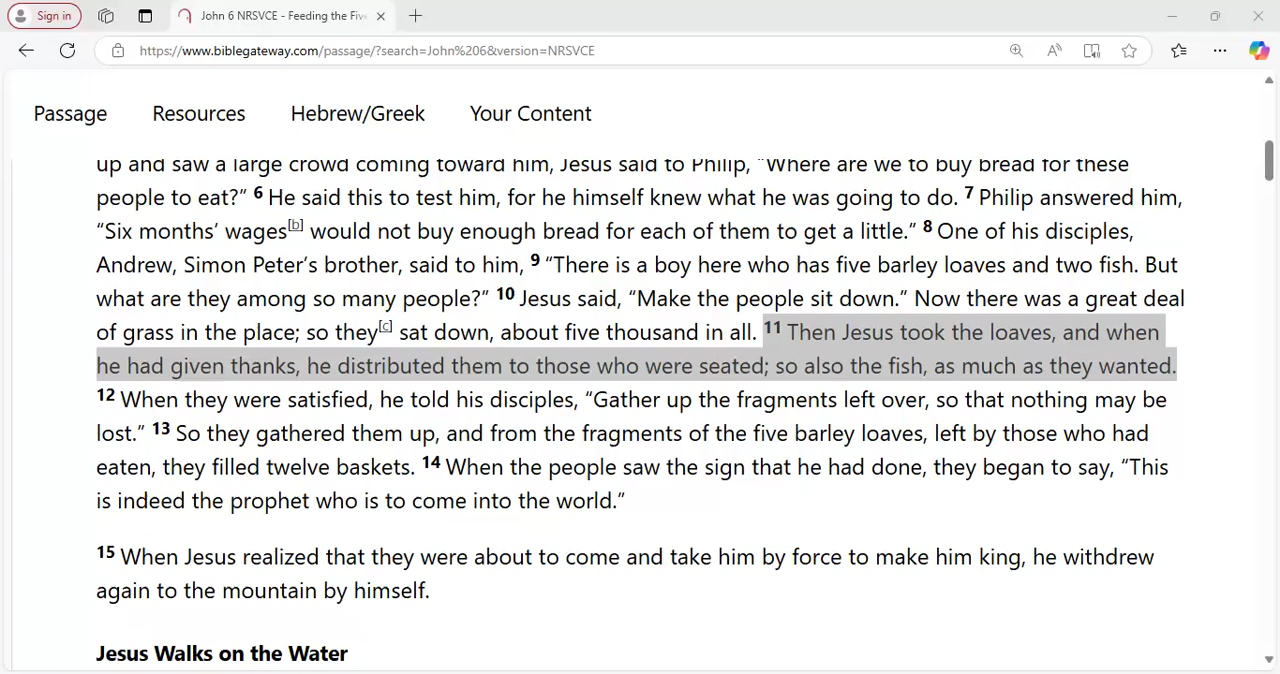 Sign in
John 6 NRSVCE - Feeding the Fiv
https://www.biblegateway.com/passage/?search=John%206&version=NRSVCE
Passage Resources Hebrew/Greek Your Content
up and saw a large crowd coming toward him, Jesus said to Philip, “Where are we to buy bread for these
people to eat?” 6 He said this to test him, for he himself knew what he was going to do. 7 Philip answered him,
“Six months’ wages[b] would not buy enough bread for each of them to get a little.” 8 One of his disciples,
Andrew, Simon Peter’s brother, said to him, 9 “There is a boy here who has five barley loaves and two fish. But
what are they among so many people?” 10 Jesus said, “Make the people sit down.” Now there was a great deal
of grass in the place; so they[c] sat down, about five thousand in all. 11 Then Jesus took the loaves, and when
he had given thanks, he distributed them to those who were seated; so also the fish, as much as they wanted.
12 When they were satisfied, he told his disciples, “Gather up the fragments left over, so that nothing may be
lost.” 13 So they gathered them up, and from the fragments of the five barley loaves, left by those who had
eaten, they filled twelve baskets. 14 When the people saw the sign that he had done, they began to say, “This
is indeed the prophet who is to come into the world.”
15 When Jesus realized that they were about to come and take him by force to make him king, he withdrew
again to the mountain by himself.
Jesus Walks on the Water